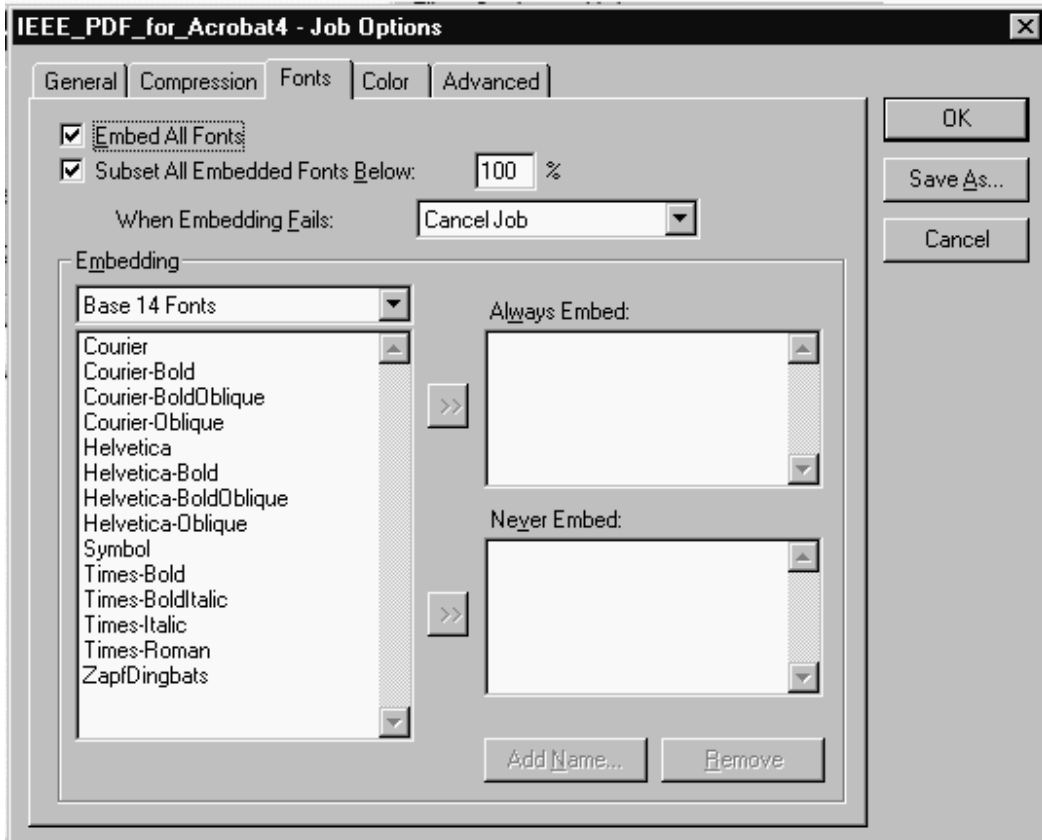 IEEE_PDF_for_Acrobat4 - Job Options
General Compression Fonts Color Advanced
Embed All Fonts
Subset All Embedded Fonts Below: 100 %
When Embedding Fails: Cancel Job
OK
Save As...
Cancel
Embedding
Base 14 Fonts
Courier
Courier-Bold
Courier-BoldOblique
Courier-Oblique
Helvetica
Helvetica-Bold
Helvetica-BoldOblique
Helvetica-Oblique
Symbol
Times-Bold
Times-BoldItalic
Times-Italic
Times-Roman
ZapfDingbats
>>
>>
Always Embed:
Never Embed:
Add Name... Remove